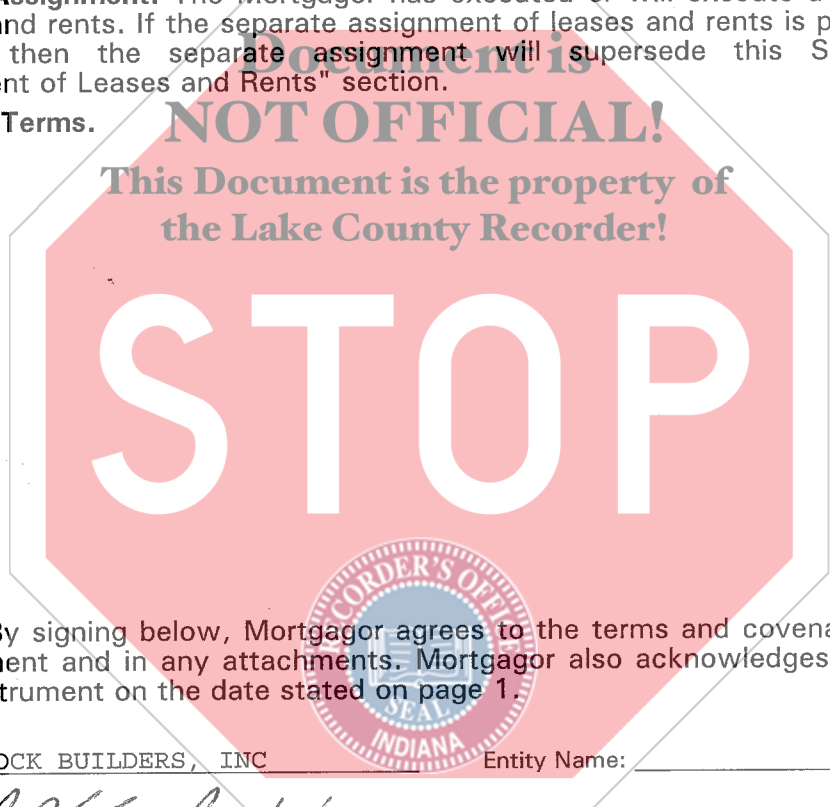 Assignment. The Mortgagor has executed or will execute a
and rents. If the separate assignment of leases and rents is p
then the separate assignment will supersede this S
ent of Leases and Rents" section.
Terms.
Document is
NOT OFFICIAL!
This Document is the property of
the Lake County Recorder!
STOP
RECORDER'S OFFICE
SEAL
INDIANA
By signing below, Mortgagor agrees to the terms and covena
ment and in any attachments. Mortgagor also acknowledges
trument on the date stated on page 1.
OCK BUILDERS, INC Entity Name: